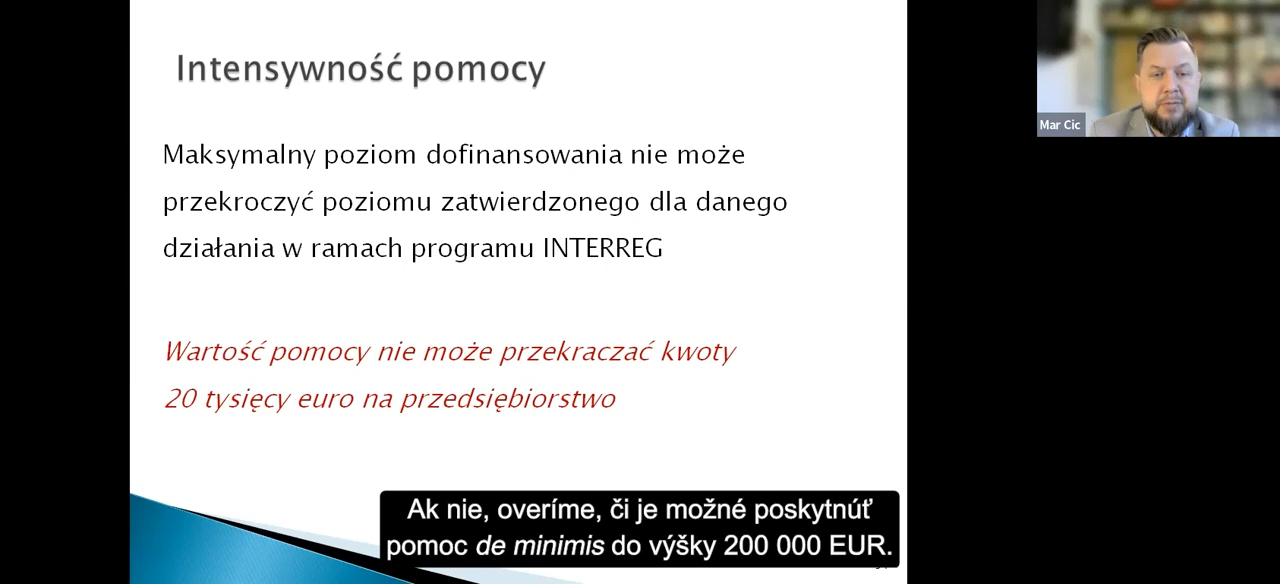 Intensywność pomocy
Maksymalny poziom dofinansowania nie może
przekroczyć poziomu zatwierdzonego dla danego
działania w ramach programu INTERREG
Wartość pomocy nie może przekraczać kwoty
20 tysięcy euro na przedsiębiorstwo
Ak nie, overíme, či je možné poskytnúť
pomoc de minimis do výšky 200 000 EUR.
Mar Cic